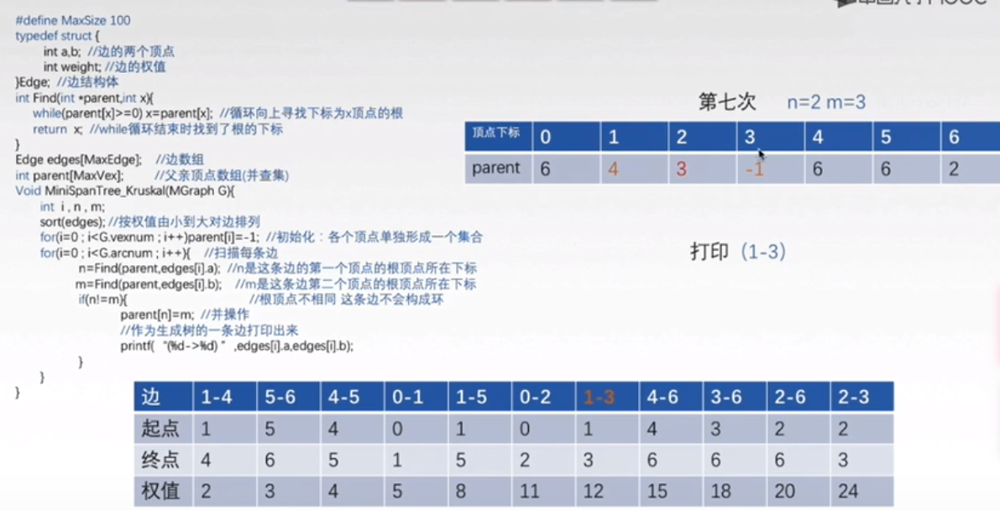 #define MaxSize 100
typedef struct {
int a,b; //边的两个顶点
int weight; //边的权值
}Edge; //边结构体
int Find(int *parent,int x){
while(parent[x]>=0) x=parent[x]; //循环向上寻找下标为x顶点的根
return x; //while循环结束时找到了根的下标
}
Edge edges[MaxEdge]; //边数组
int parent[MaxVex]; //父亲顶点数组(并查集)
Void MiniSpanTree_Kruskal(MGraph G){
int i , n , m;
sort(edges); //按权值由小到大对边排列
for(i=0 ; i<G.vexnum ; i++)parent[i]=-1; //初始化：各个顶点单独形成一个集合
for(i=0 ; i<G.arcnum ; i++){ //扫描每条边
n=Find(parent,edges[i].a); //n是这条边的第一个顶点的根顶点所在下标
m=Find(parent,edges[i].b); //m是这条边第二个顶点的根顶点所在下标
if(n!=m){ //根顶点不相同 这条边不会构成环
parent[n]=m; //并操作
//作为生成树的一条边打印出来
printf( "(%d->%d) " ,edges[i].a,edges[i].b);
}
}
}
第七次 n=2 m=3
顶点下标 0 1 2 3 4 5 6
parent 6 4 3 -1 6 6 2
打印 (1-3)
边 1-4 5-6 4-5 0-1 1-5 0-2 1-3 4-6 3-6 2-6 2-3
起点 1 5 4 0 1 0 1 4 3 2 2
终点 4 6 5 1 5 2 3 6 6 6 3
权值 2 3 4 5 8 11 12 15 18 20 24